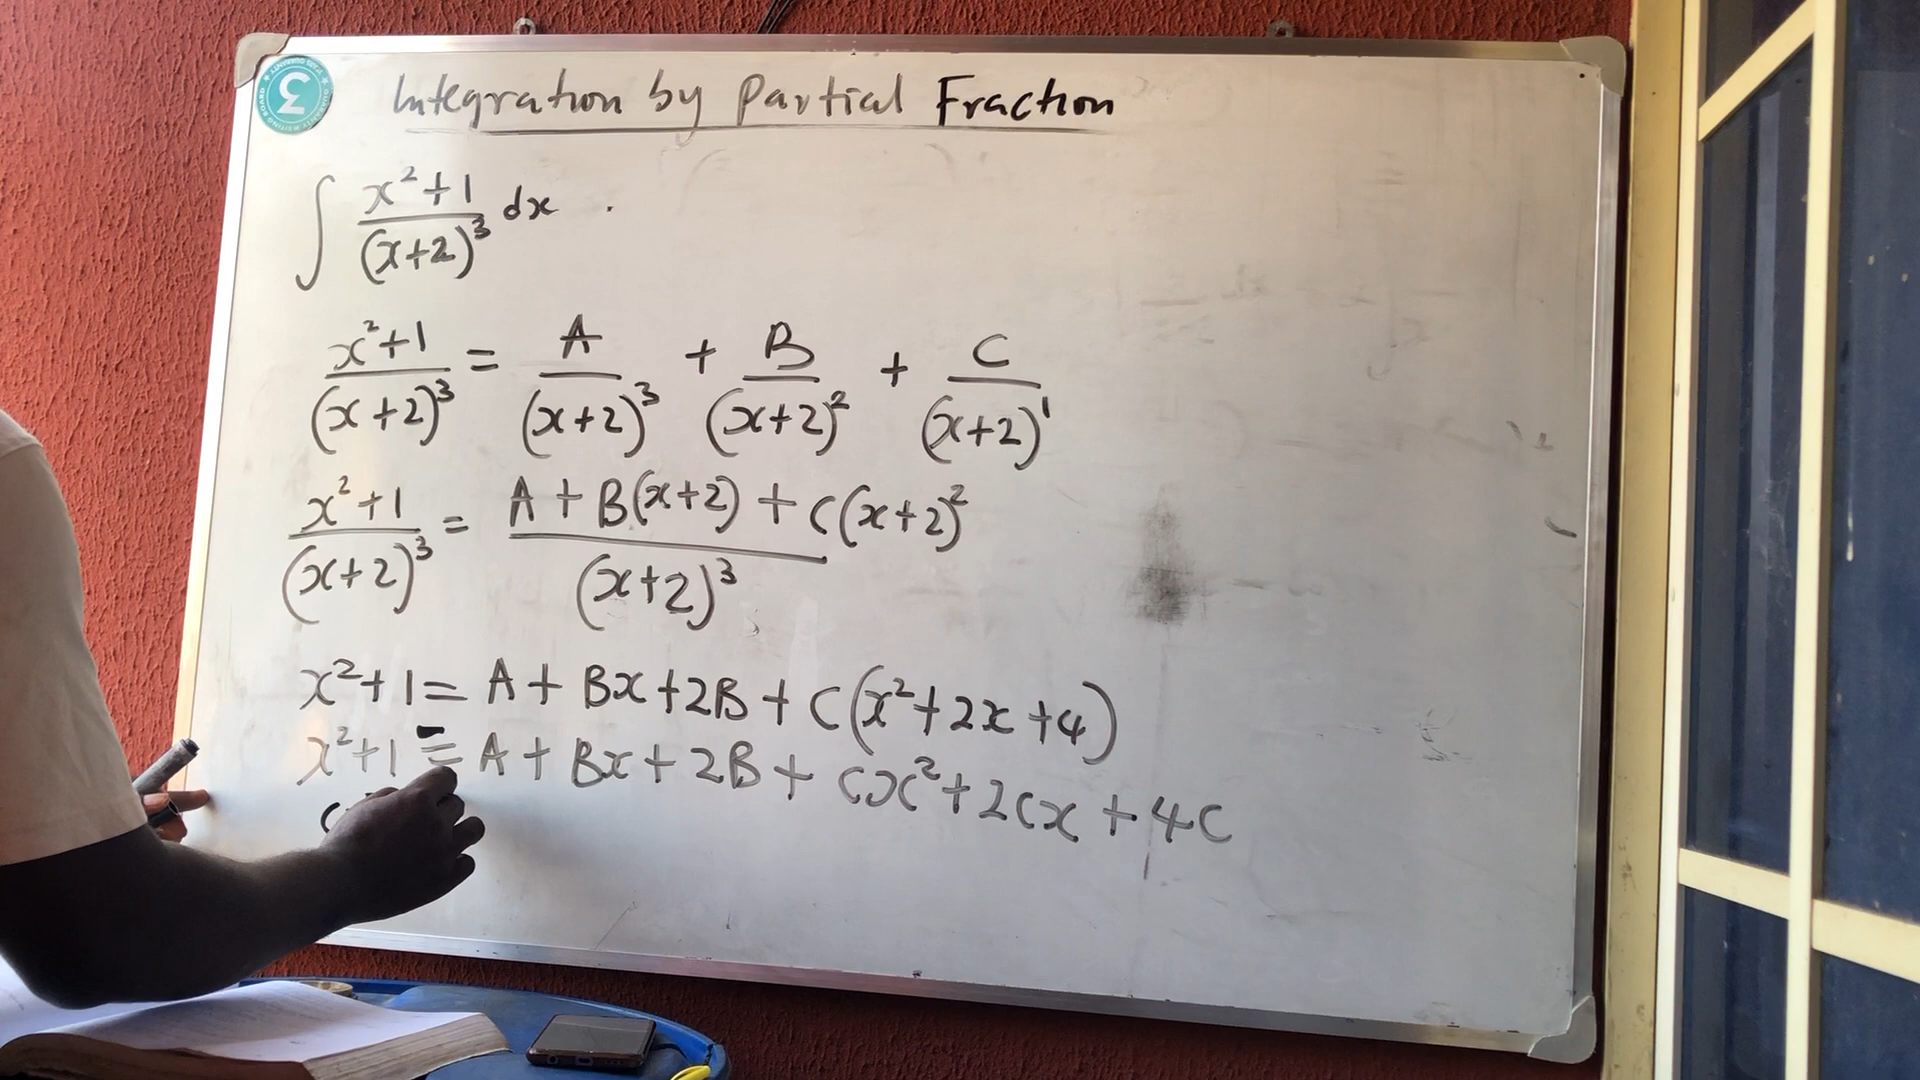 Integration by Partial Fraction
∫ x²+1 / (x+2)³ dx .
x²+1 / (x+2)³ = A / (x+2)³ + B / (x+2)² + C / (x+2)¹
x²+1 / (x+2)³ = A + B(x+2) + C(x+2)² / (x+2)³
x²+1 = A + Bx+2B + C(x²+2x+4)
x²+1 = A + Bx + 2B + Cx²+2Cx + 4C